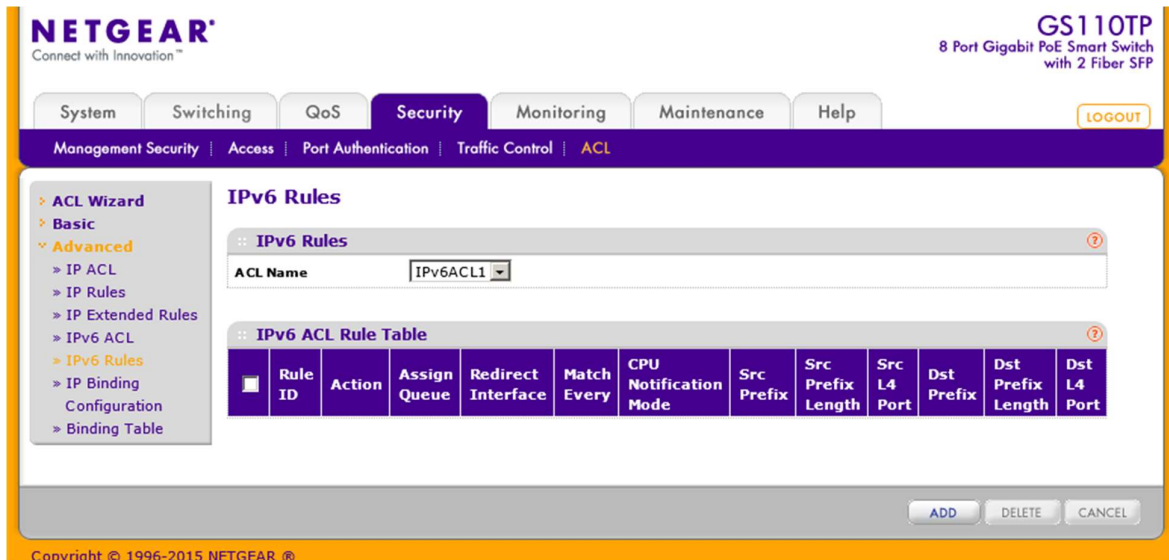 NETGEAR®
Connect with Innovation™
GS110TP
8 Port Gigabit PoE Smart Switch
with 2 Fiber SFP
System Switching QoS Security Monitoring Maintenance Help
LOGOUT
Management Security | Access | Port Authentication | Traffic Control | ACL
ACL Wizard
Basic
Advanced
» IP ACL
» IP Rules
» IP Extended Rules
» IPv6 ACL
» IPv6 Rules
» IP Binding
Configuration
» Binding Table
IPv6 Rules
IPv6 Rules ?
ACL Name IPv6ACL1
IPv6 ACL Rule Table ?
Rule ID Action Assign Queue Redirect Interface Match Every CPU Notification Mode Src Prefix Src Prefix Length Src L4 Port Dst Prefix Dst Prefix Length Dst L4 Port
ADD DELETE CANCEL
Copyright © 1996-2015 NETGEAR ®